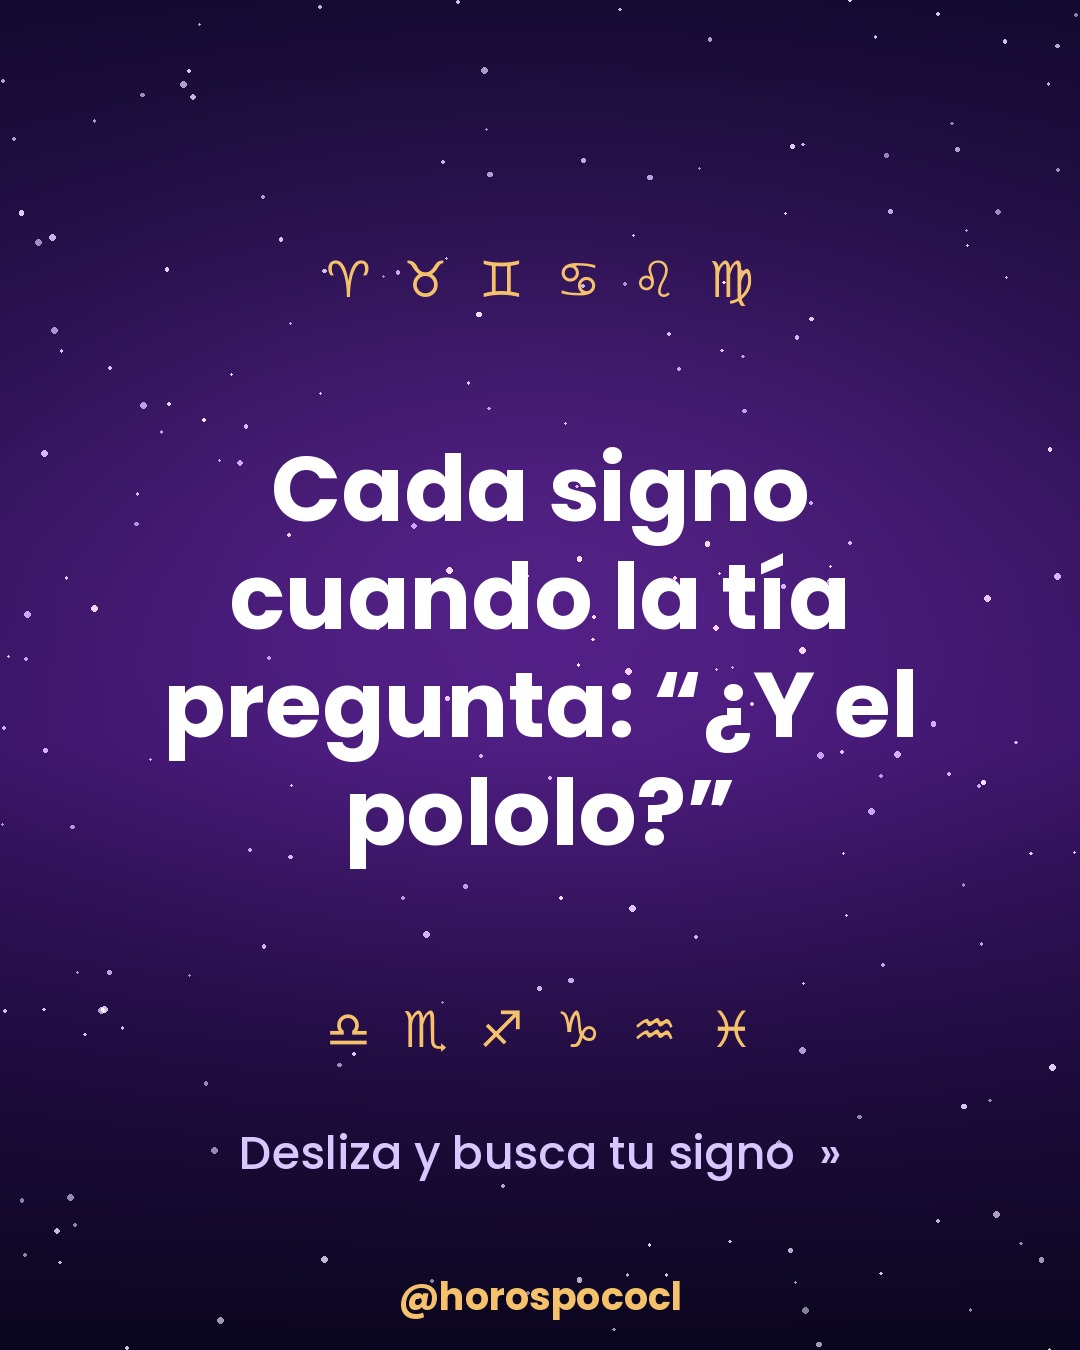 ♈ ♉ ♊ ♋ ♌ ♍
Cada signo
cuando la tía
pregunta: “¿Y el
pololo?”
♎ ♏ ♐ ♑ ♒ ♓
Desliza y busca tu signo »
@horospococl